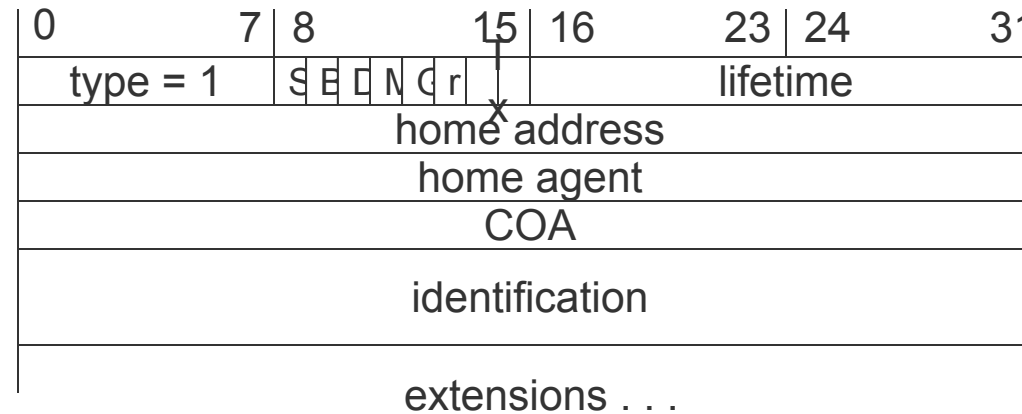 0 7 8 15 16 23 24 31
type = 1 S B D M G r T x lifetime
home address
home agent
COA
identification
extensions . . .